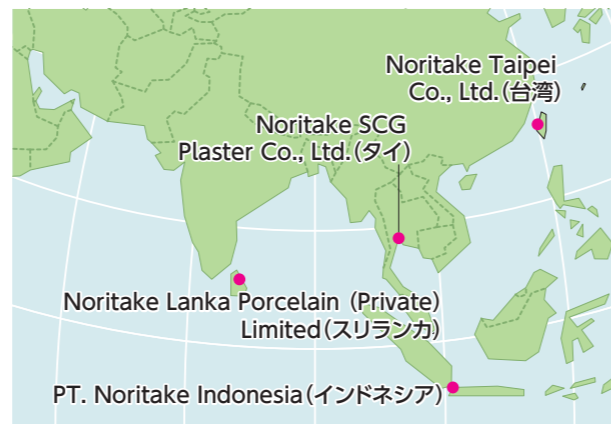 Noritake Taipei
Co., Ltd.（台湾）
Noritake SCG
Plaster Co., Ltd.（タイ）
Noritake Lanka Porcelain (Private)
Limited（スリランカ）
PT. Noritake Indonesia（インドネシア）